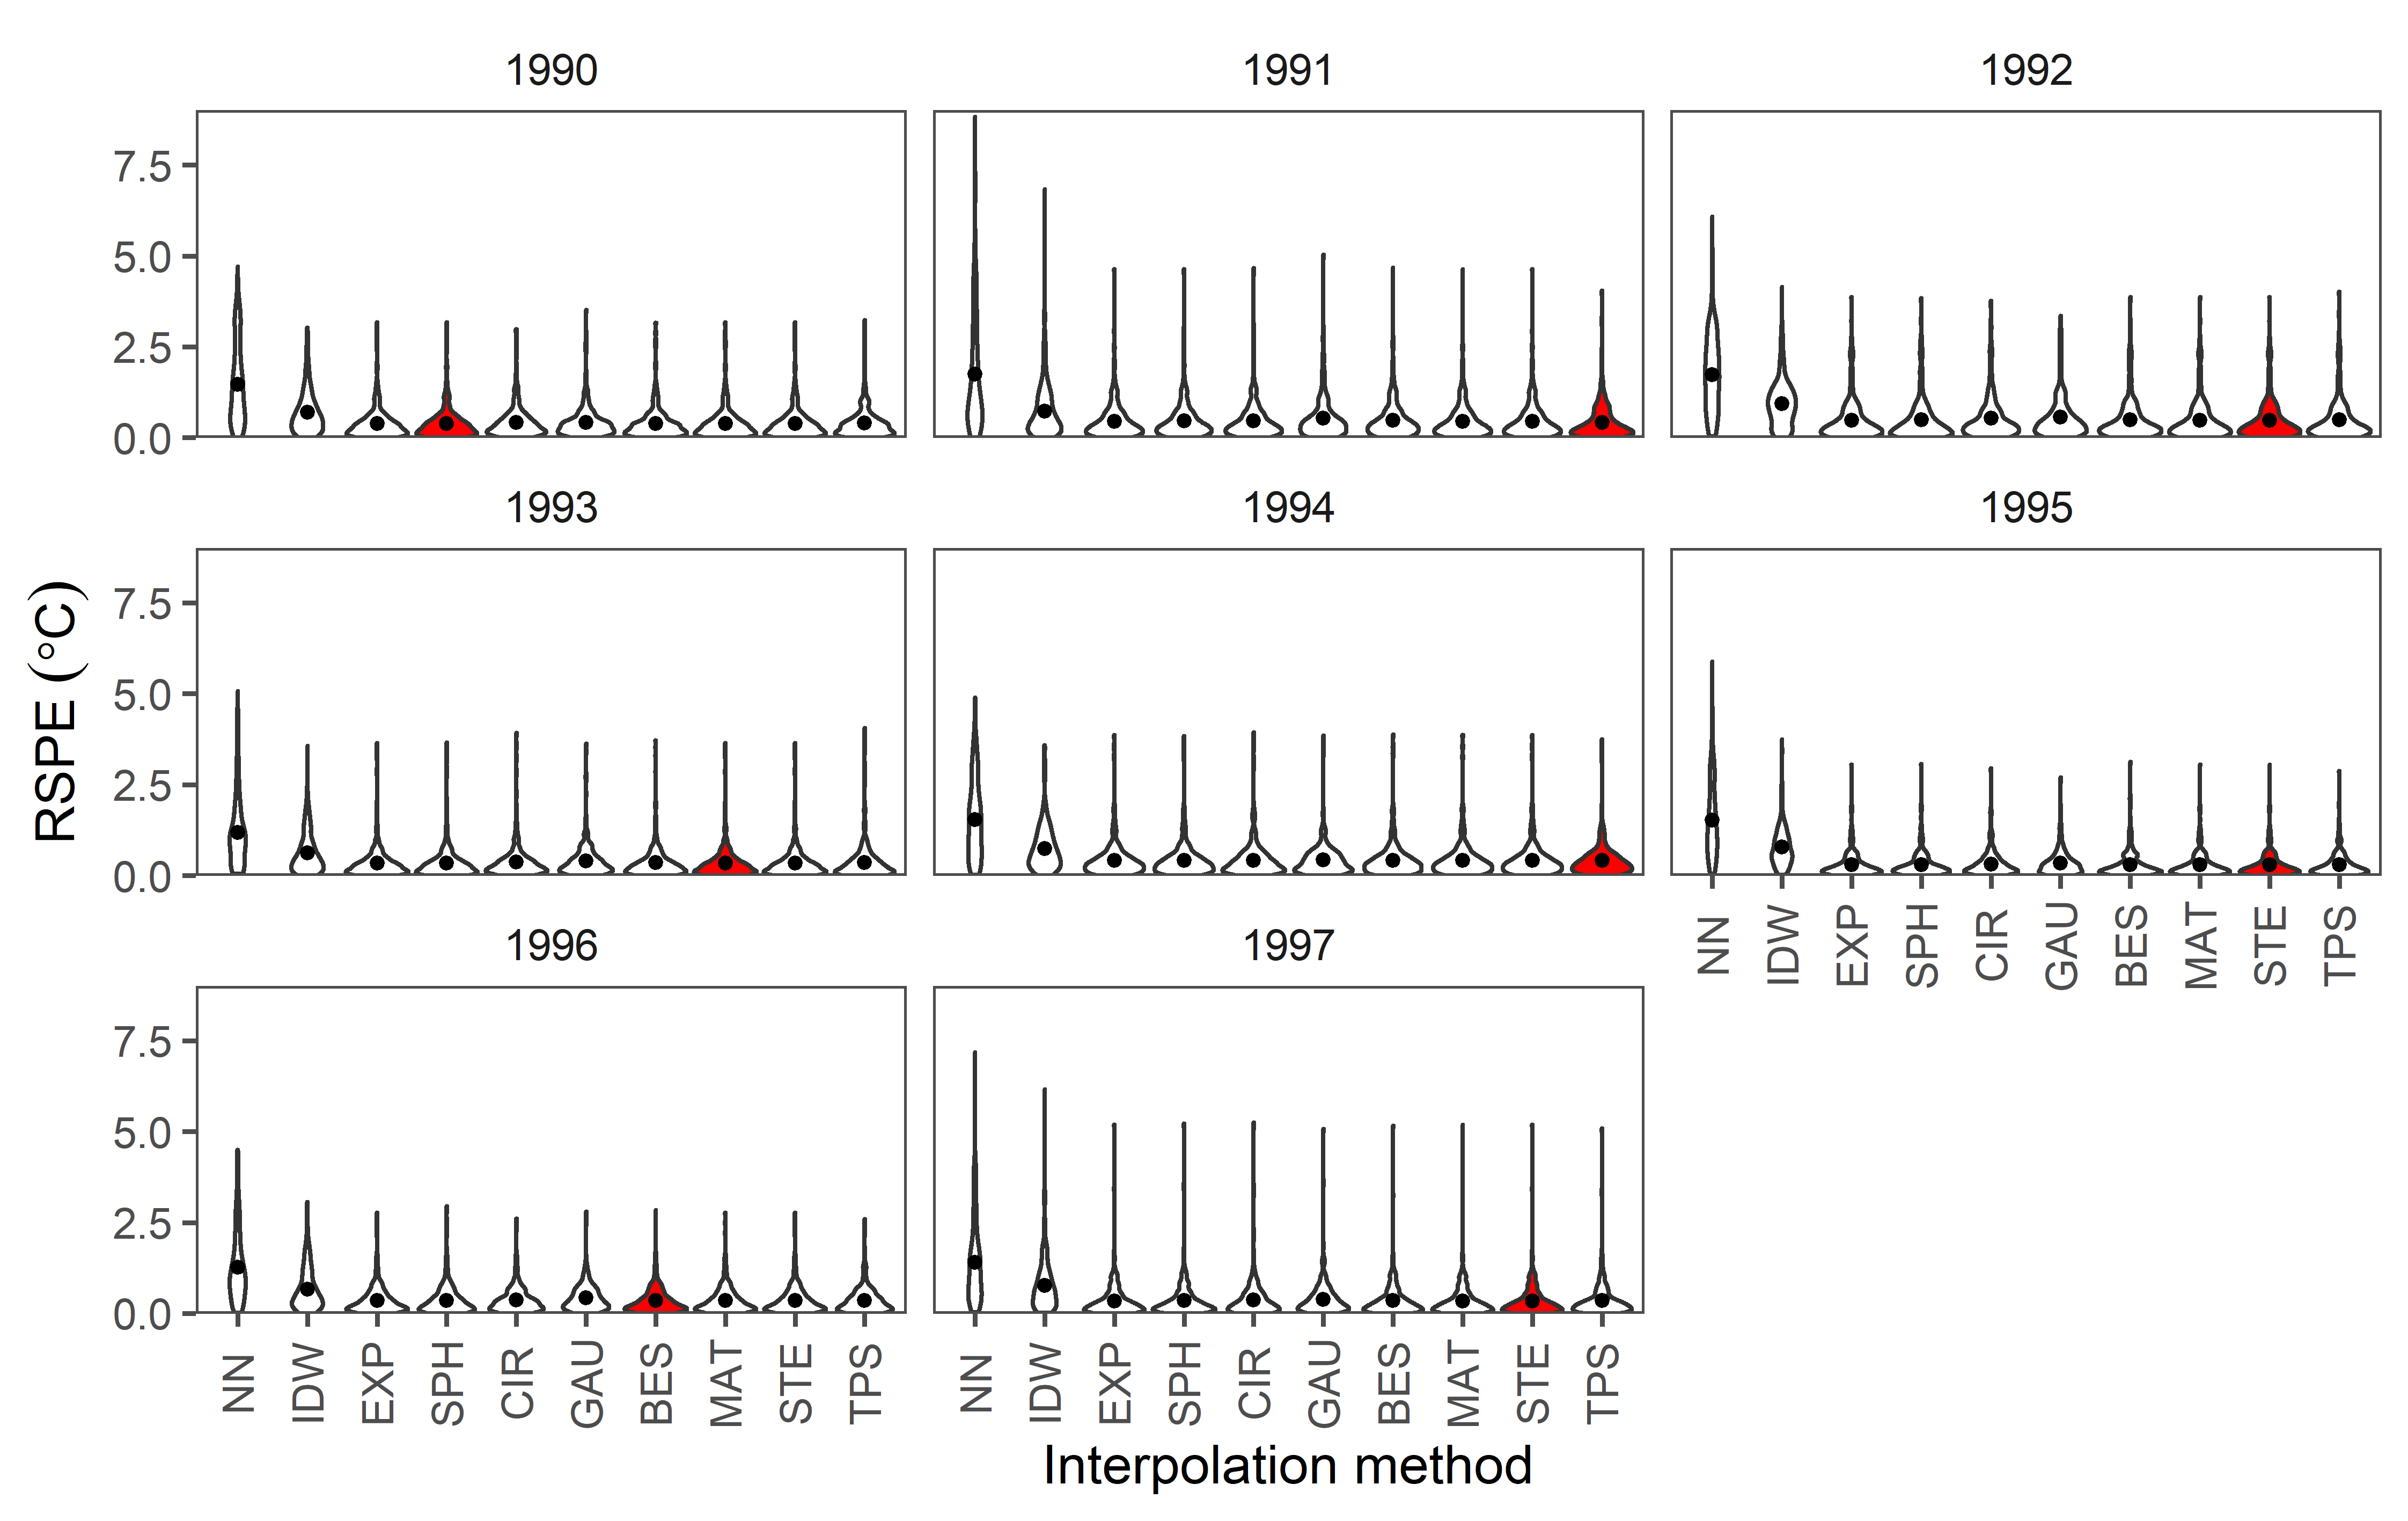 1990 1991 1992
7.5
5.0
2.5
0.0
1993 1994 1995
RSPE (°C)
7.5
5.0
2.5
0.0
NN IDW EXP SPH CIR GAU BES MAT STE TPS
1996 1997
7.5
5.0
2.5
0.0
NN IDW EXP SPH CIR GAU BES MAT STE TPS NN IDW EXP SPH CIR GAU BES MAT STE TPS
Interpolation method